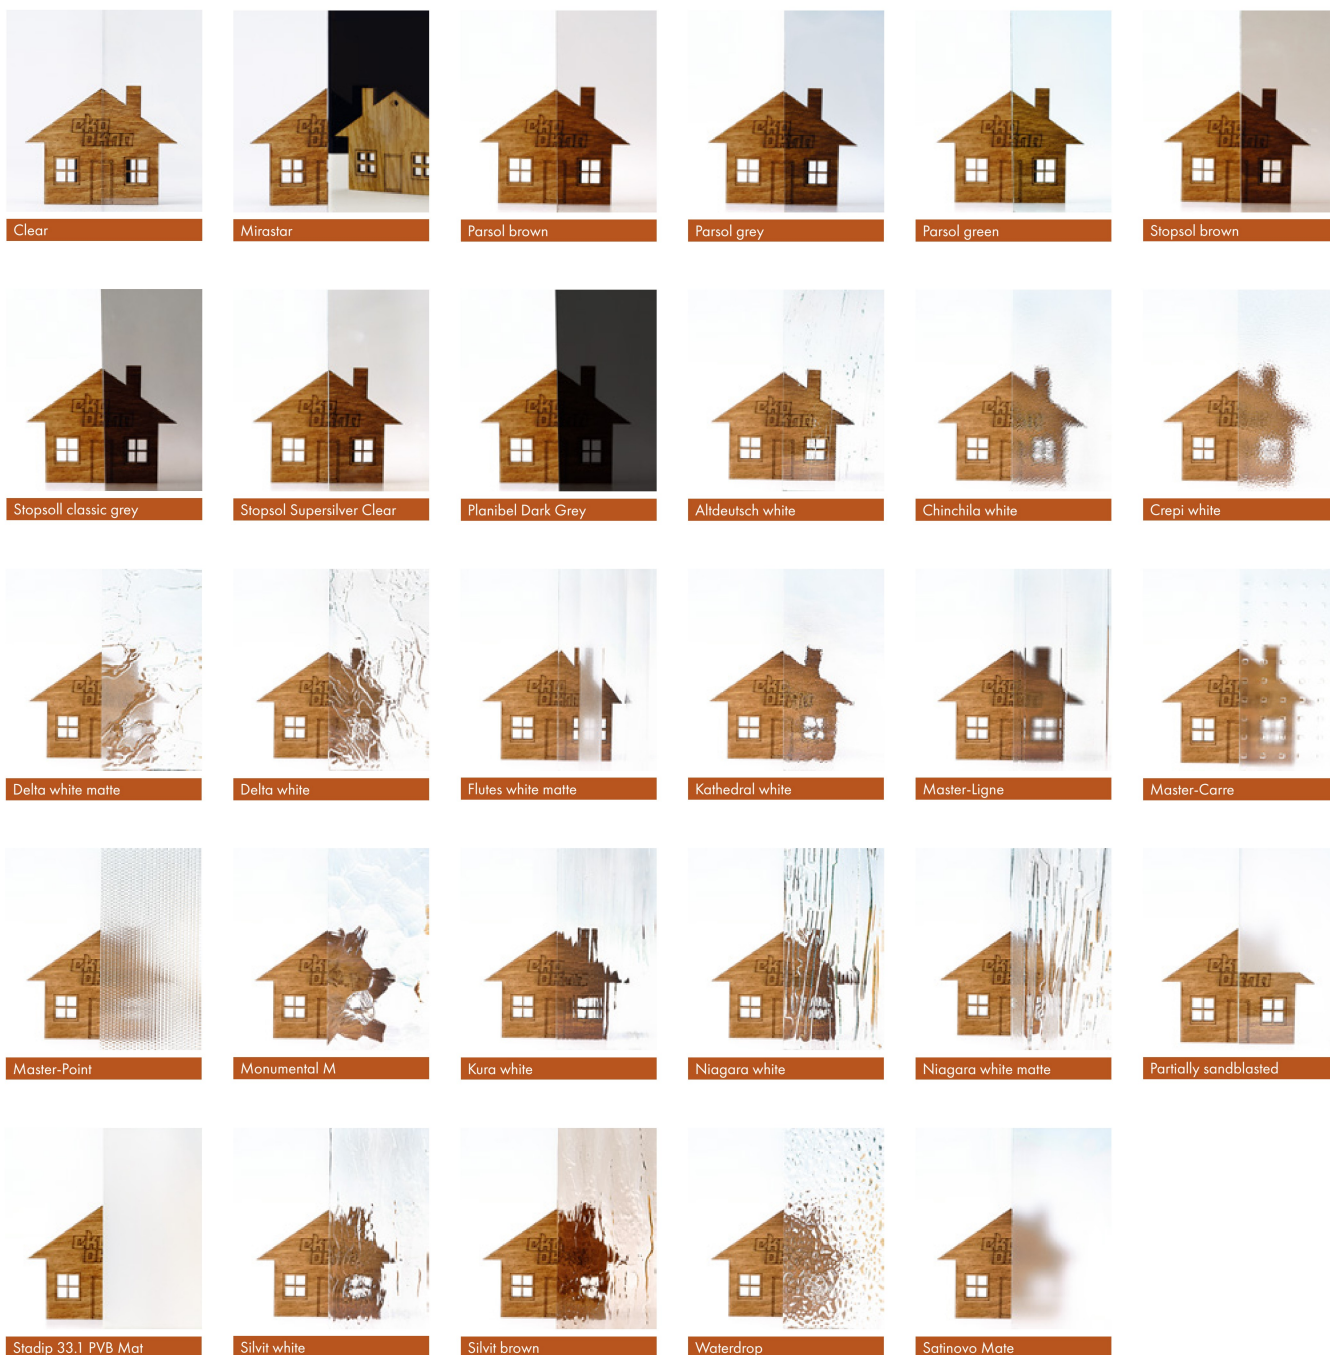 Clear
Mirastar
Parsol brown
Parsol grey
Parsol green
Stopsol brown
Stopsoll classic grey
Stopsol Supersilver Clear
Planibel Dark Grey
Altdeutsch white
Chinchila white
Crepi white
Delta white matte
Delta white
Flutes white matte
Kathedral white
Master-Ligne
Master-Carre
Master-Point
Monumental M
Kura white
Niagara white
Niagara white matte
Partially sandblasted
Stadip 33.1 PVB Mat
Silvit white
Silvit brown
Waterdrop
Satinovo Mate